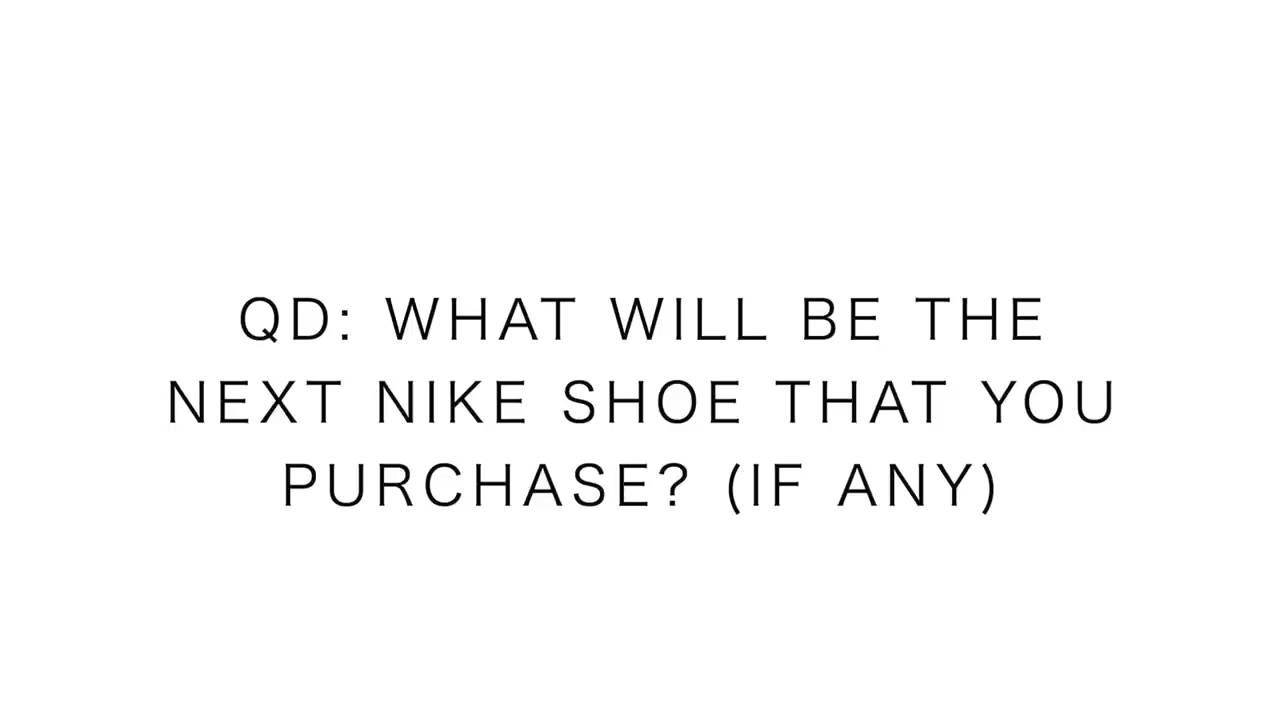 QD: WHAT WILL BE THE
NEXT NIKE SHOE THAT YOU
PURCHASE? (IF ANY)